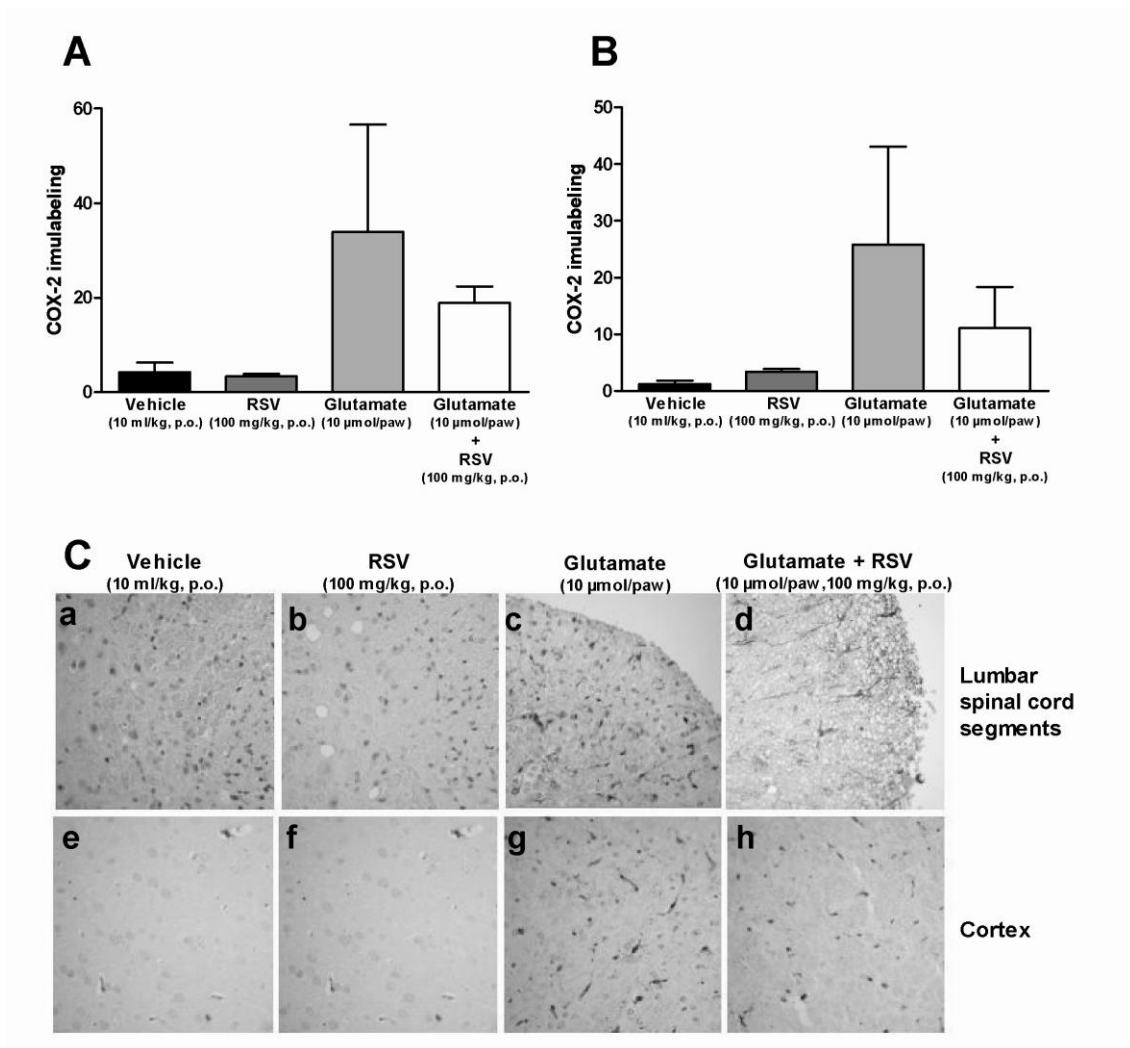 A
COX-2 imulabeling
60
40
20
0
Vehicle
(10 ml/kg, p.o.)
RSV
(100 mg/kg, p.o.)
Glutamate
(10 µmol/paw)
Glutamate
(10 µmol/paw)
+
RSV
(100 mg/kg, p.o.)
B
COX-2 imulabeling
50
40
30
20
10
0
Vehicle
(10 ml/kg, p.o.)
RSV
(100 mg/kg, p.o.)
Glutamate
(10 µmol/paw)
Glutamate
(10 µmol/paw)
+
RSV
(100 mg/kg, p.o.)
C
Vehicle
(10 ml/kg, p.o.)
RSV
(100 mg/kg, p.o.)
Glutamate
(10 µmol/paw)
Glutamate + RSV
(10 µmol/paw,100 mg/kg, p.o.)
a
b
c
d
Lumbar
spinal cord
segments
e
f
g
h
Cortex